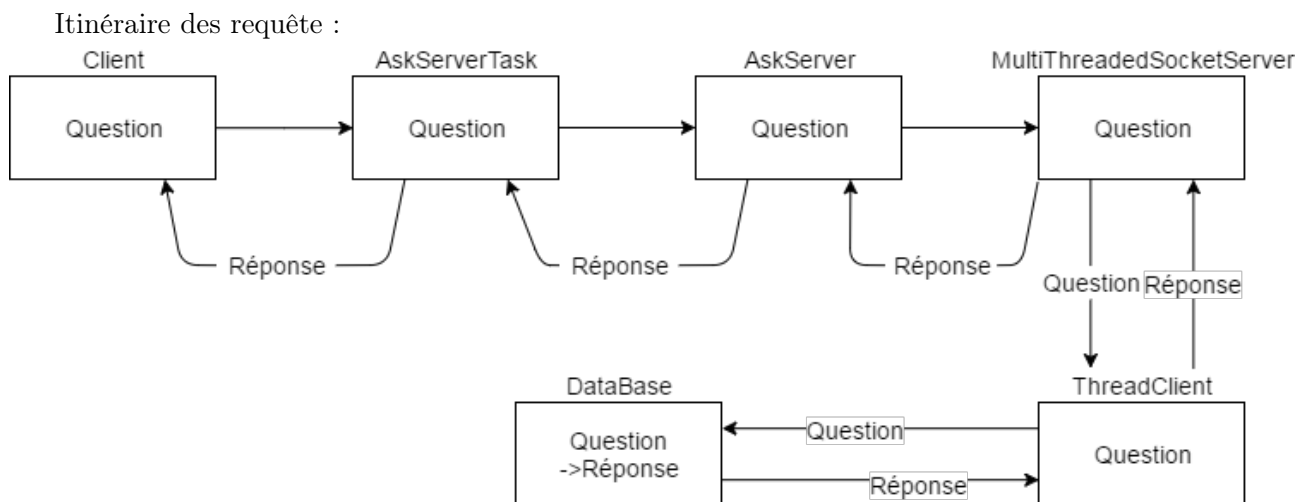 Itinéraire des requête :
Client
AskServerTask
AskServer
MultiThreadedSocketServer
Question
Question
Question
Question
Réponse
Réponse
Réponse
Question
Réponse
DataBase
ThreadClient
Question
->Réponse
Question
Réponse
Question